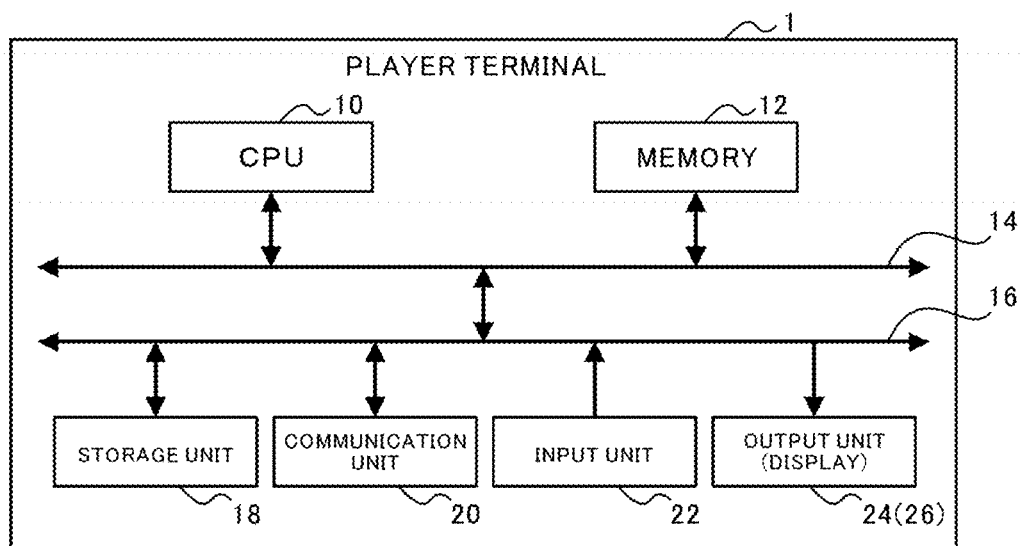 1
PLAYER TERMINAL
10
12
CPU
MEMORY
14
16
STORAGE UNIT
COMMUNICATION
UNIT
INPUT UNIT
OUTPUT UNIT
(DISPLAY)
18
20
22
24(26)